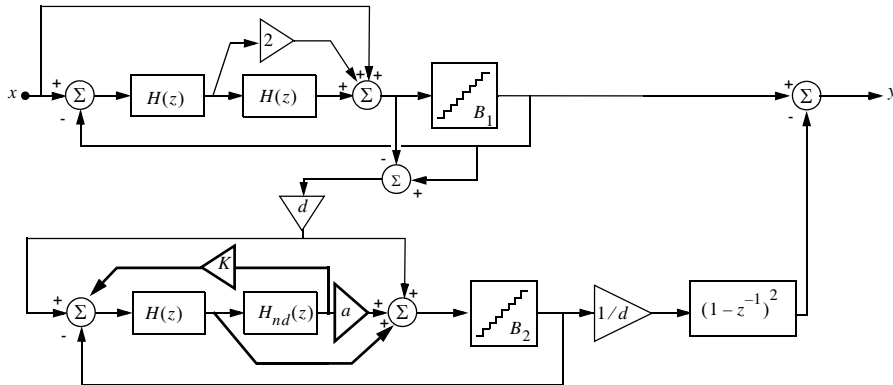 2
+ + +
x + Σ H(z) H(z) + Σ B1 + Σ y
- -
- Σ +
d
K
+ + Σ H(z) Hnd(z) a + + Σ B2 1/d (1 – z⁻¹)²
-